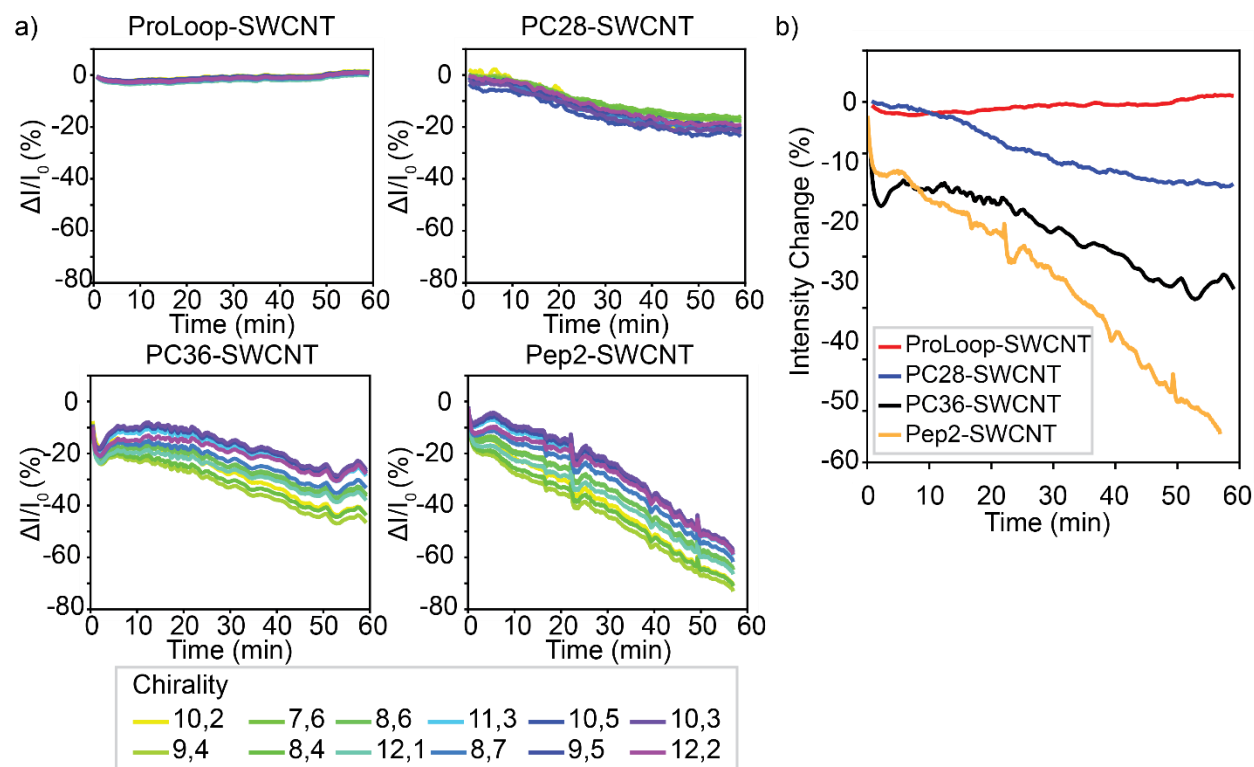 a)
ProLoop-SWCNT
ΔI/I0 (%)
0
-20
-40
-60
-80
0 10 20 30 40 50 60
Time (min)
PC28-SWCNT
ΔI/I0 (%)
0
-20
-40
-60
-80
0 10 20 30 40 50 60
Time (min)
PC36-SWCNT
ΔI/I0 (%)
0
-20
-40
-60
-80
0 10 20 30 40 50 60
Time (min)
Pep2-SWCNT
ΔI/I0 (%)
0
-20
-40
-60
-80
0 10 20 30 40 50 60
Time (min)
Chirality
10,2 7,6 8,6 11,3 10,5 10,3
9,4 8,4 12,1 8,7 9,5 12,2
b)
Intensity Change (%)
0
-10
-20
-30
-40
-50
-60
ProLoop-SWCNT
PC28-SWCNT
PC36-SWCNT
Pep2-SWCNT
0 10 20 30 40 50 60
Time (min)